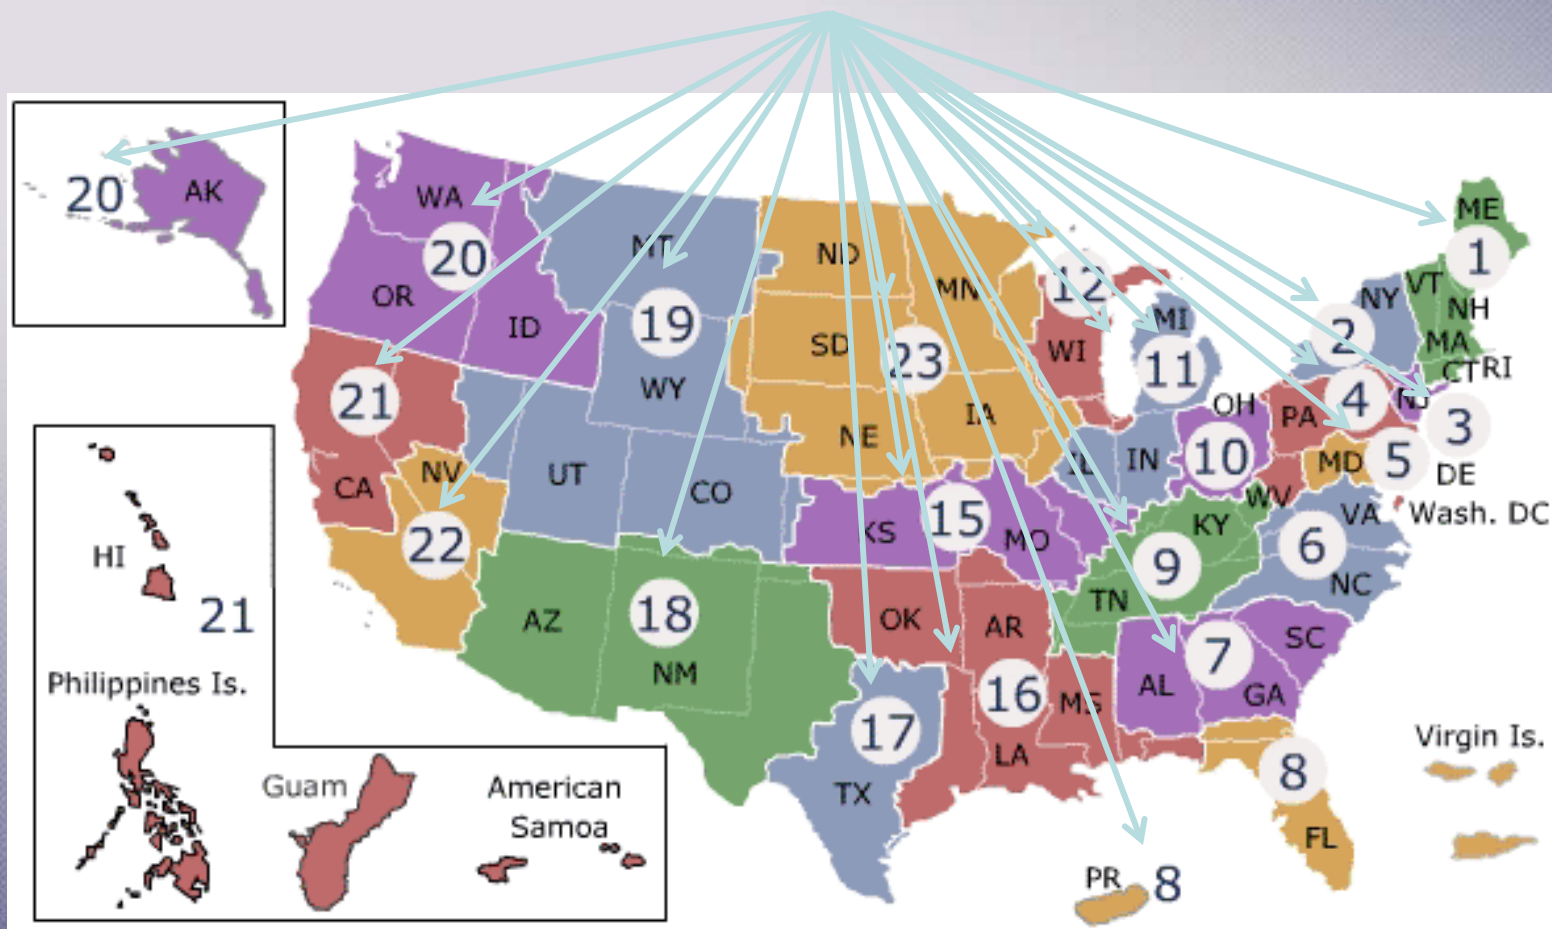 20 AK
WA
20
OR
ID
MT
19
WY
ND
MN
SD
23
NE
IA
12
WI
MI
11
ME
1
VT
NH
NY
2
MA
CT RI
4
NJ
PA
3
OH
10
MD
5
DE
Wash. DC
21
CA
NV
22
UT
CO
KS
15
MO
IL
IN
WV
VA
KY
9
6
NC
TN
HI
21
AZ
18
NM
OK
AR
16
MS
LA
17
TX
AL
7
SC
GA
8
FL
Virgin Is.
PR 8
Philippines Is.
Guam
American
Samoa